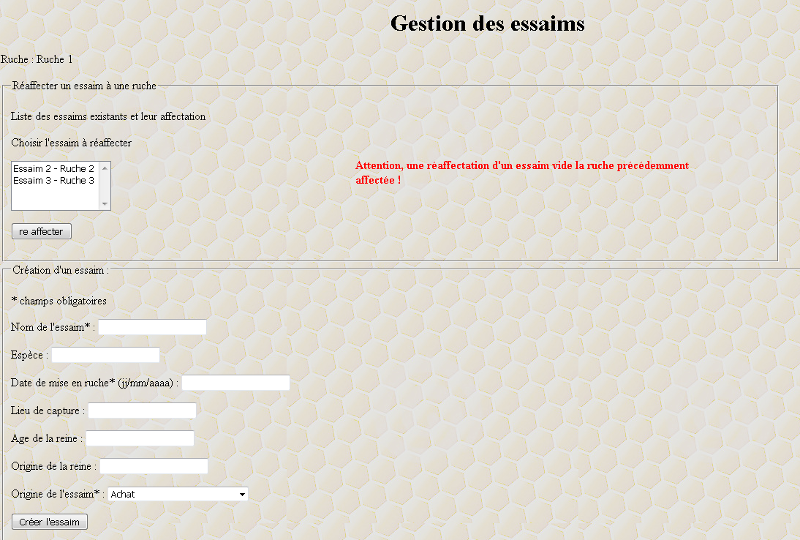 Gestion des essaims
Ruche : Ruche 1
Réaffecter un essaim à une ruche
Liste des essaims existants et leur affectation
Choisir l'essaim à réaffecter
Essaim 2 - Ruche 2
Essaim 3 - Ruche 3
Attention, une réaffectation d'un essaim vide la ruche précédemment
affectée !
re affecter
Création d'un essaim :
* champs obligatoires
Nom de l'essaim* :
Espèce :
Date de mise en ruche* (jj/mm/aaaa) :
Lieu de capture :
Age de la reine :
Origine de la reine :
Origine de l'essaim* : Achat
Créer l'essaim